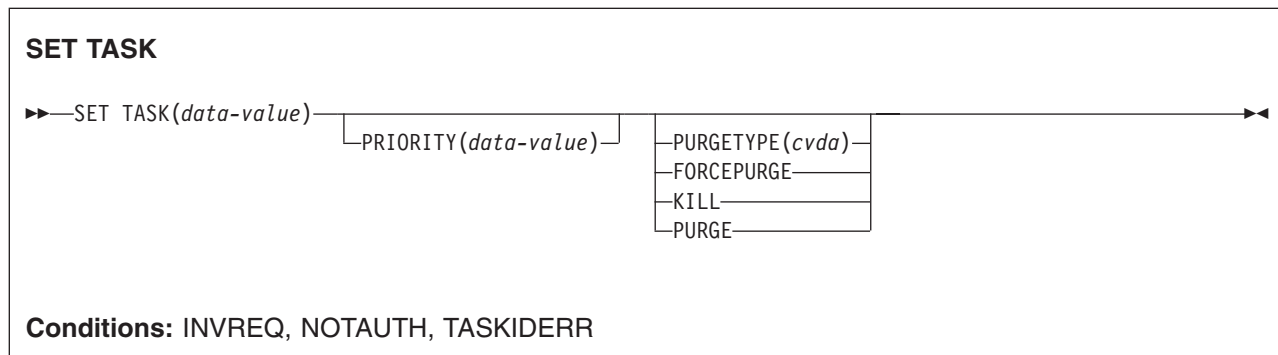 SET TASK
SET TASK(data-value)
PRIORITY(data-value)
PURGETYPE(cvda)
FORCEPURGE
KILL
PURGE
Conditions: INVREQ, NOTAUTH, TASKIDERR